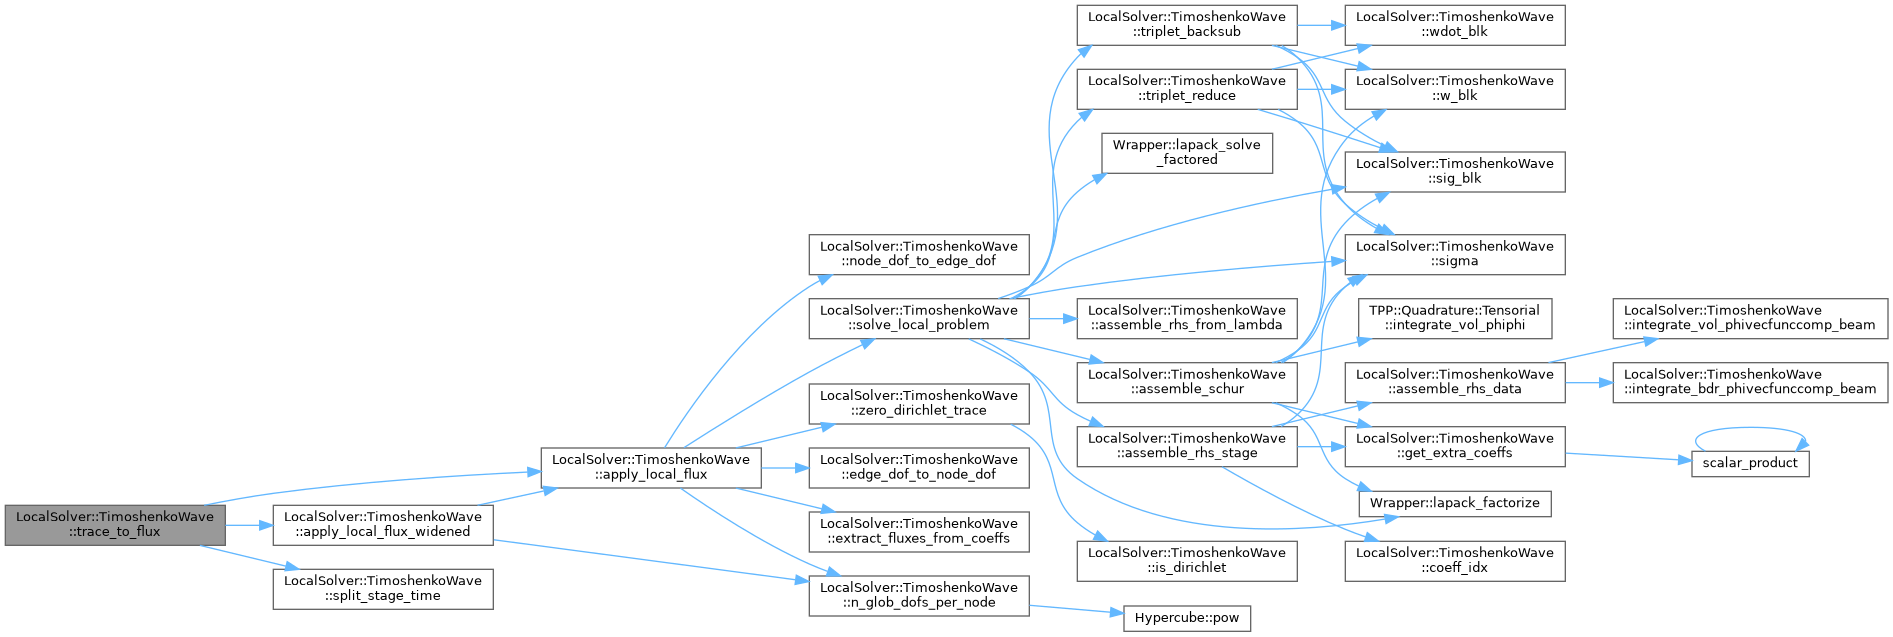 LocalSolver::TimoshenkoWave
::trace_to_flux
LocalSolver::TimoshenkoWave
::apply_local_flux_widened
LocalSolver::TimoshenkoWave
::split_stage_time
LocalSolver::TimoshenkoWave
::apply_local_flux
LocalSolver::TimoshenkoWave
::node_dof_to_edge_dof
LocalSolver::TimoshenkoWave
::solve_local_problem
LocalSolver::TimoshenkoWave
::zero_dirichlet_trace
LocalSolver::TimoshenkoWave
::edge_dof_to_node_dof
LocalSolver::TimoshenkoWave
::extract_fluxes_from_coeffs
LocalSolver::TimoshenkoWave
::n_glob_dofs_per_node
LocalSolver::TimoshenkoWave
::triplet_backsub
LocalSolver::TimoshenkoWave
::triplet_reduce
Wrapper::lapack_solve
_factored
LocalSolver::TimoshenkoWave
::assemble_rhs_from_lambda
LocalSolver::TimoshenkoWave
::assemble_schur
LocalSolver::TimoshenkoWave
::assemble_rhs_stage
LocalSolver::TimoshenkoWave
::is_dirichlet
Hypercube::pow
LocalSolver::TimoshenkoWave
::wdot_blk
LocalSolver::TimoshenkoWave
::w_blk
LocalSolver::TimoshenkoWave
::sig_blk
LocalSolver::TimoshenkoWave
::sigma
TPP::Quadrature::Tensorial
::integrate_vol_phiphi
LocalSolver::TimoshenkoWave
::assemble_rhs_data
LocalSolver::TimoshenkoWave
::get_extra_coeffs
Wrapper::lapack_factorize
LocalSolver::TimoshenkoWave
::coeff_idx
LocalSolver::TimoshenkoWave
::integrate_vol_phivecfunccomp_beam
LocalSolver::TimoshenkoWave
::integrate_bdr_phivecfunccomp_beam
scalar_product